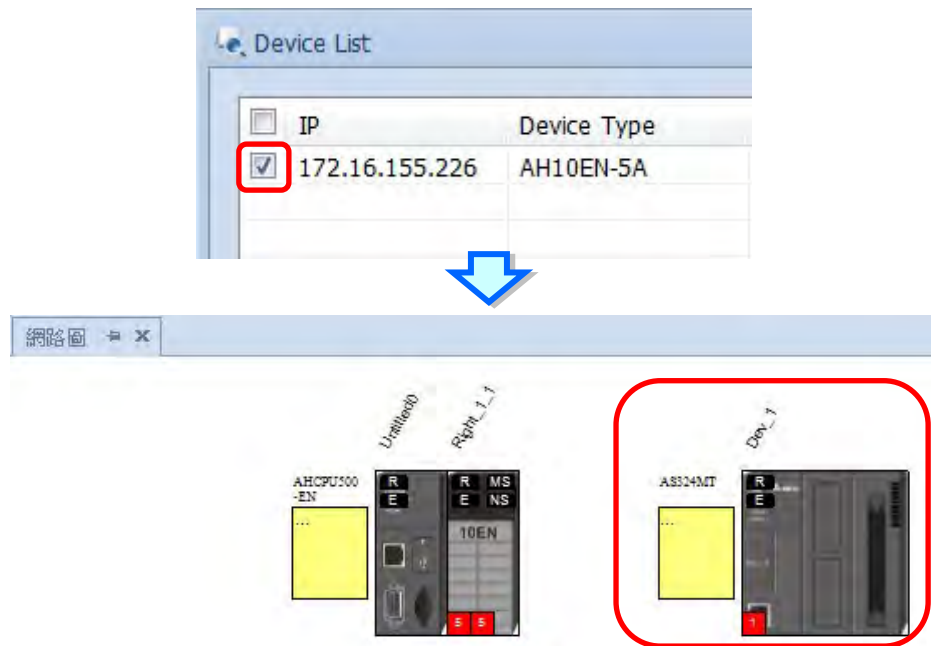 Device List
IP Device Type
172.16.155.226 AH10EN-5A
網路圖
Untitled0 Right_1_1 Dev_1
AHCPU500
-EN
...
R
E
R MS
E NS
10EN
5 5
AS324MT
...
R
E
1